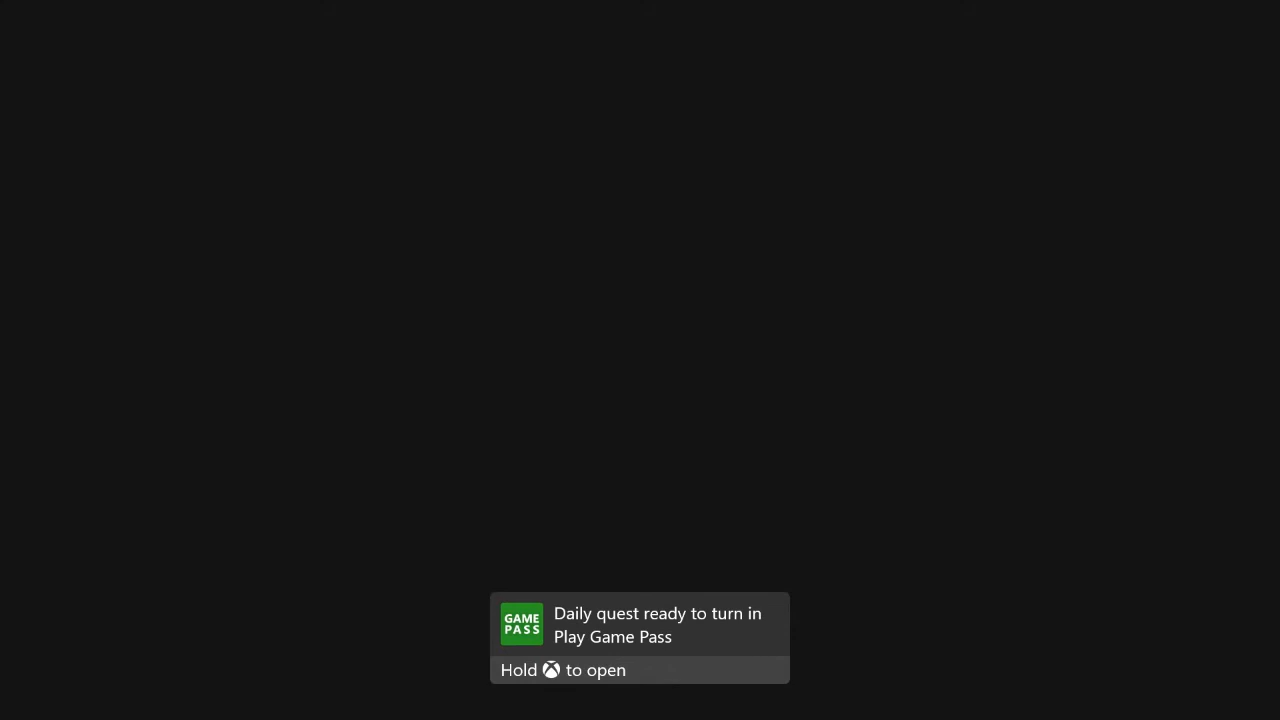 GAME
PASS
Daily quest ready to turn in
Play Game Pass
Hold to open